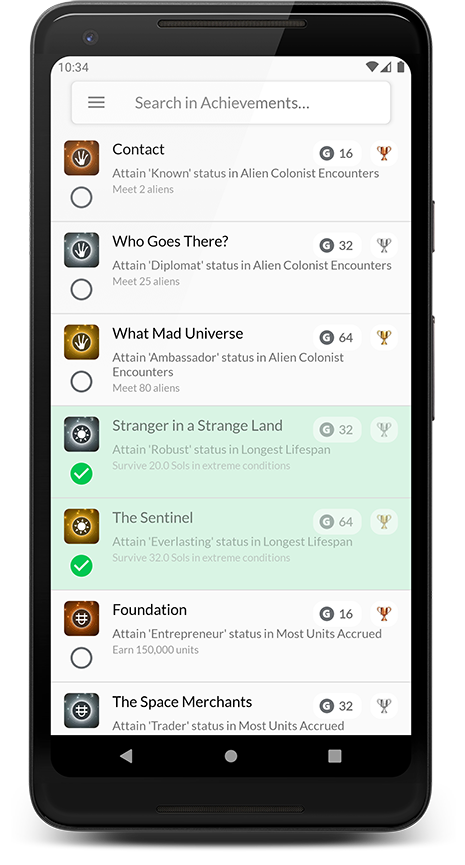 10:34
Search in Achievements...
Contact
G 16
Attain 'Known' status in Alien Colonist Encounters
Meet 2 aliens
Who Goes There?
G 32
Attain 'Diplomat' status in Alien Colonist Encounters
Meet 25 aliens
What Mad Universe
G 64
Attain 'Ambassador' status in Alien Colonist
Encounters
Meet 80 aliens
Stranger in a Strange Land
G 32
Attain 'Robust' status in Longest Lifespan
Survive 20.0 Sols in extreme conditions
The Sentinel
G 64
Attain 'Everlasting' status in Longest Lifespan
Survive 32.0 Sols in extreme conditions
Foundation
G 16
Attain 'Entrepreneur' status in Most Units Accrued
Earn 150,000 units
The Space Merchants
G 32
Attain 'Trader' status in Most Units Accrued